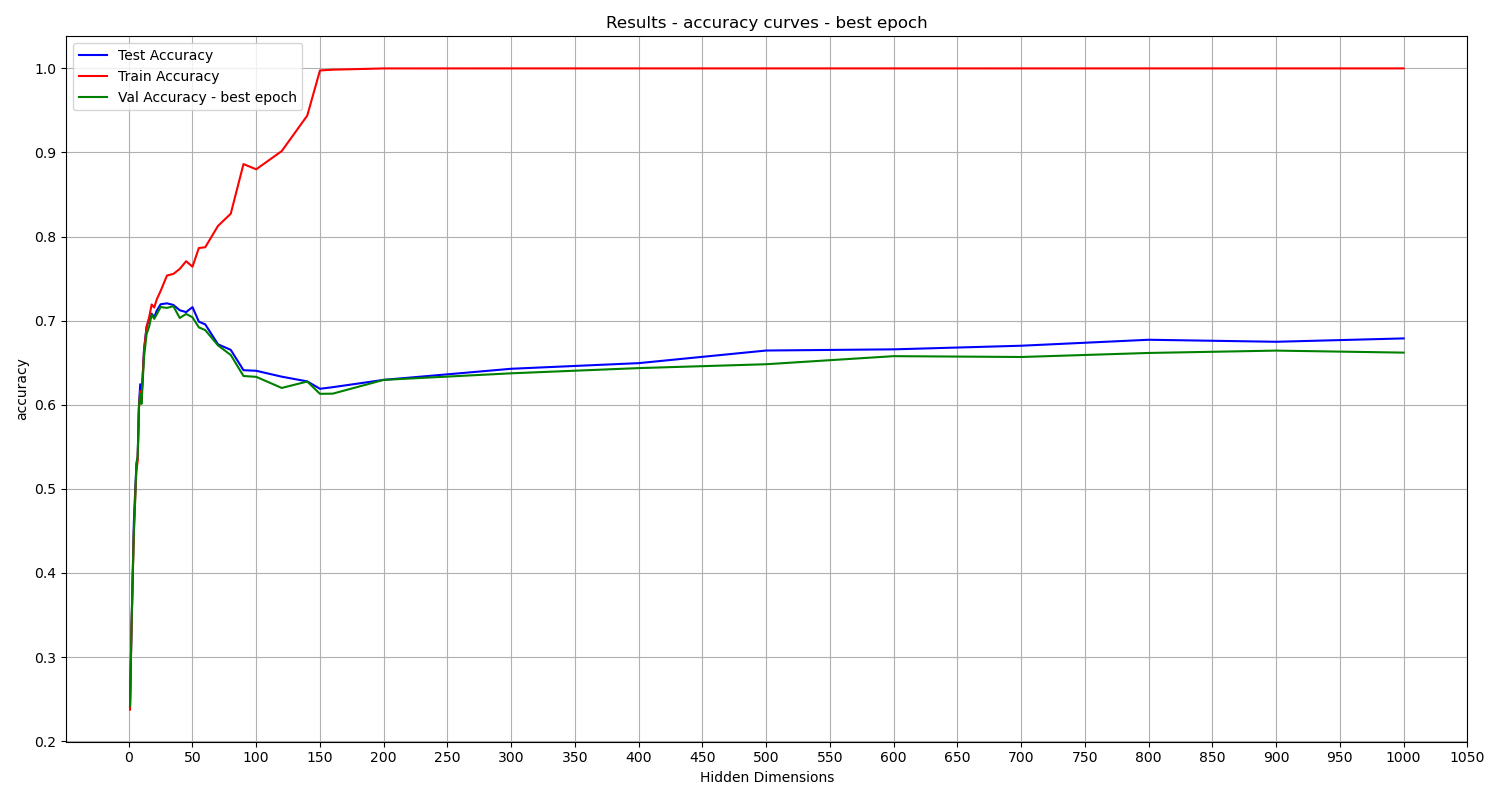 Results - accuracy curves - best epoch
Test Accuracy
Train Accuracy
Val Accuracy - best epoch
1.0
0.9
0.8
0.7
0.6
0.5
0.4
0.3
0.2
accuracy
0 50 100 150 200 250 300 350 400 450 500 550 600 650 700 750 800 850 900 950 1000 1050
Hidden Dimensions